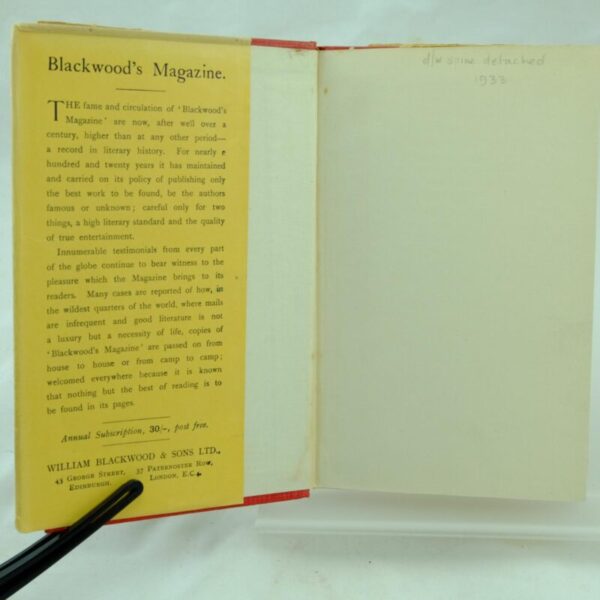 Blackwood's Magazine.
THE fame and circulation of 'Blackwood's
Magazine' are now, after well over a
century, higher than at any other period—
a record in literary history. For nearly a
hundred and twenty years it has maintained
and carried on its policy of publishing only
the best work to be found, be the authors
famous or unknown; careful only for two
things, a high literary standard and the quality
of true entertainment.
Innumerable testimonials from every part
of the globe continue to bear witness to the
pleasure which the Magazine brings to its
readers. Many cases are reported of how, in
the wildest quarters of the world, where mails
are infrequent and good literature is not
a luxury but a necessity of life, copies of
'Blackwood's Magazine' are passed on from
house to house or from camp to camp;
welcomed everywhere because it is known
that nothing but the best of reading is to
be found in its pages.
Annual Subscription, 30/-, post free.
WILLIAM BLACKWOOD & SONS LTD.,
45 GEORGE STREET, 37 PATERNOSTER ROW,
EDINBURGH. LONDON, E.C.4.
d/w spine detached
1933